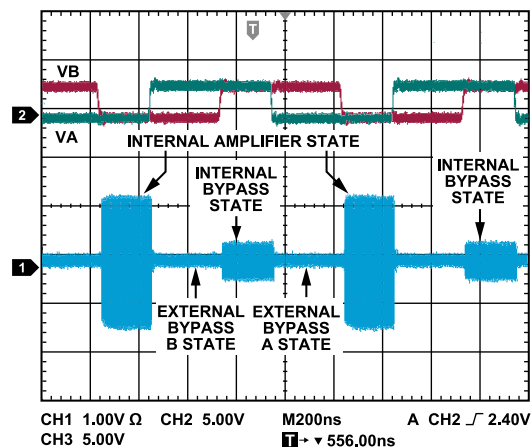 T
VB
2
VA
INTERNAL AMPLIFIER STATE
INTERNAL
BYPASS
STATE
INTERNAL
BYPASS
STATE
1
EXTERNAL
BYPASS
B STATE
EXTERNAL
BYPASS
A STATE
CH1 1.00V Ω CH2 5.00V M200ns A CH2 2.40V
CH3 5.00V T 556,00ns